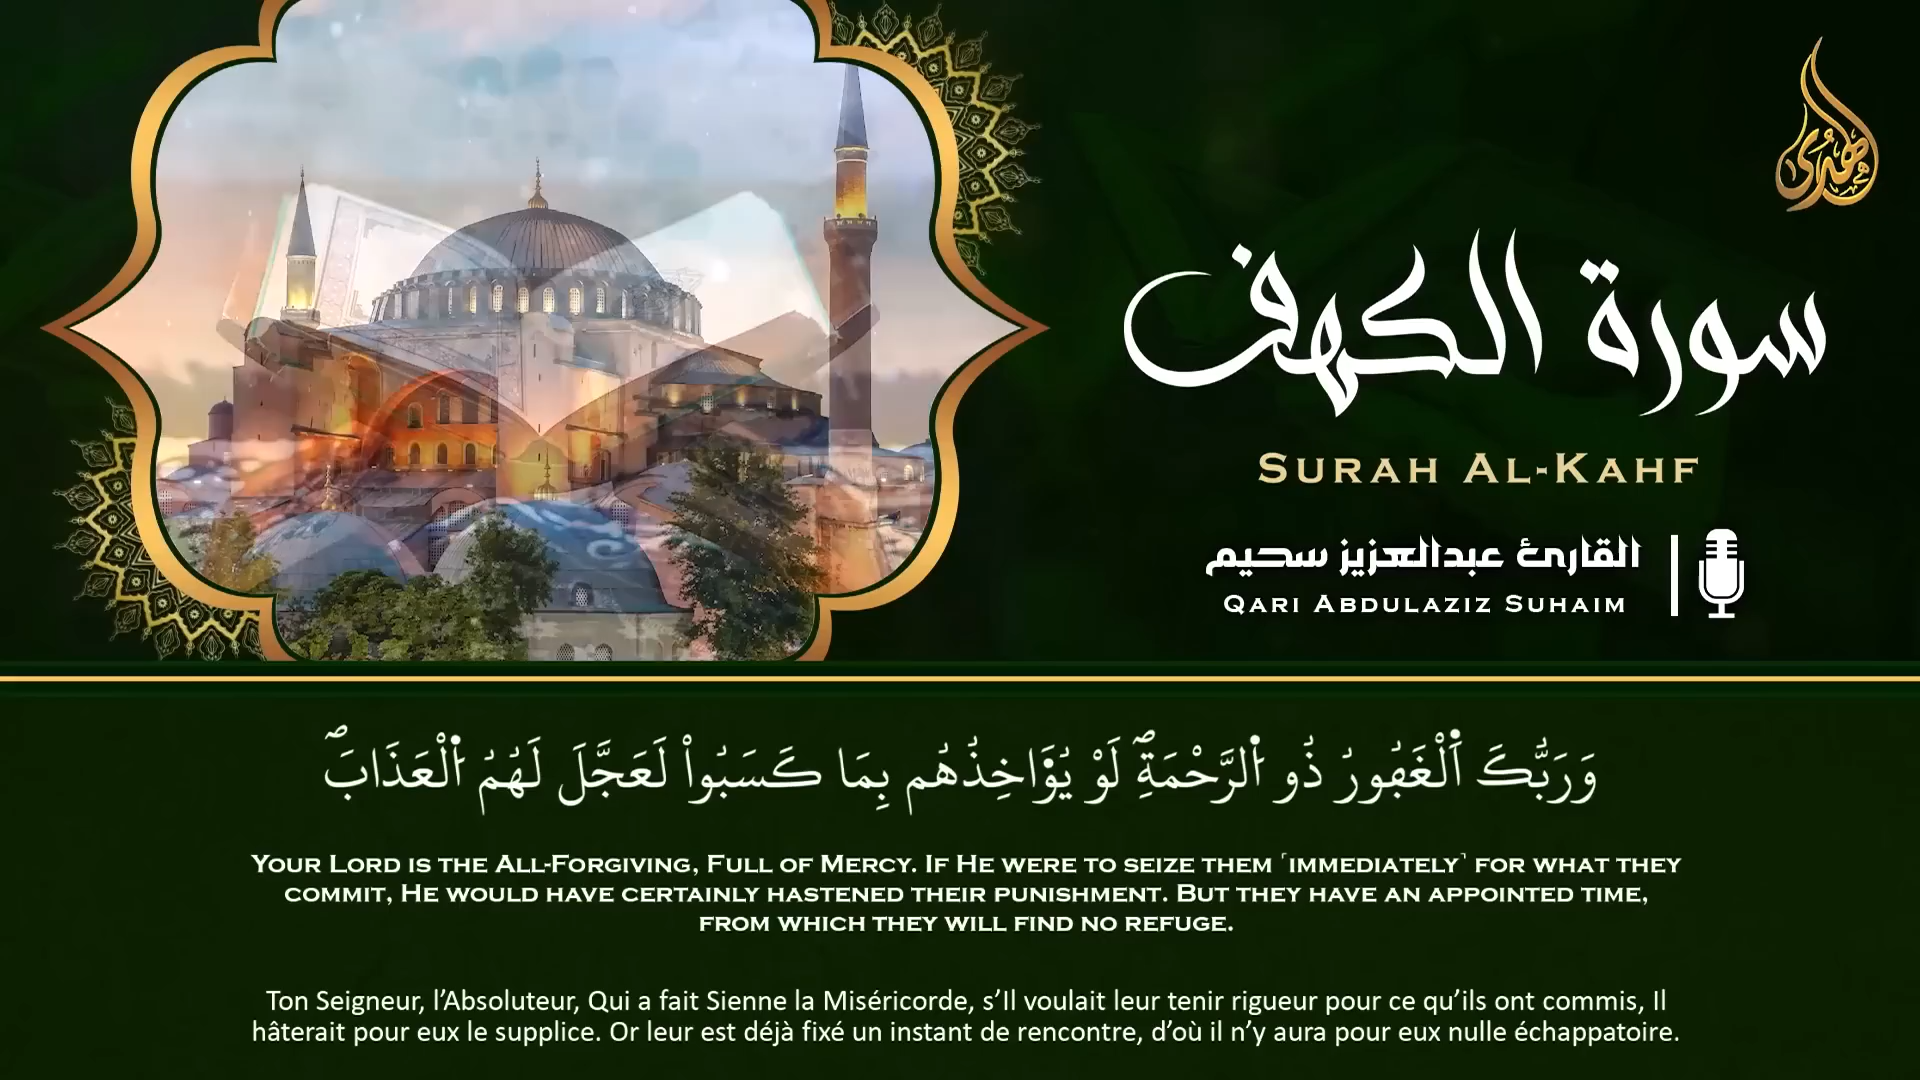 الهدى
سورة الكهف
SURAH AL-KAHF
القارئ عبدالعزيز سحيم
QARI ABDULAZIZ SUHAIM
وَرَبُّكَ ٱلْغَفُورُ ذُو ٱلرَّحْمَةِۖ لَوْ يُؤَاخِذُهُم بِمَا كَسَبُواْ لَعَجَّلَ لَهُمُ ٱلْعَذَابَۚ
YOUR LORD IS THE ALL-FORGIVING, FULL OF MERCY. IF HE WERE TO SEIZE THEM ˹IMMEDIATELY˺ FOR WHAT THEY
COMMIT, HE WOULD HAVE CERTAINLY HASTENED THEIR PUNISHMENT. BUT THEY HAVE AN APPOINTED TIME,
FROM WHICH THEY WILL FIND NO REFUGE.
Ton Seigneur, l’Absoluteur, Qui a fait Sienne la Miséricorde, s’Il voulait leur tenir rigueur pour ce qu’ils ont commis, Il
hâterait pour eux le supplice. Or leur est déjà fixé un instant de rencontre, d’où il n’y aura pour eux nulle échappatoire.